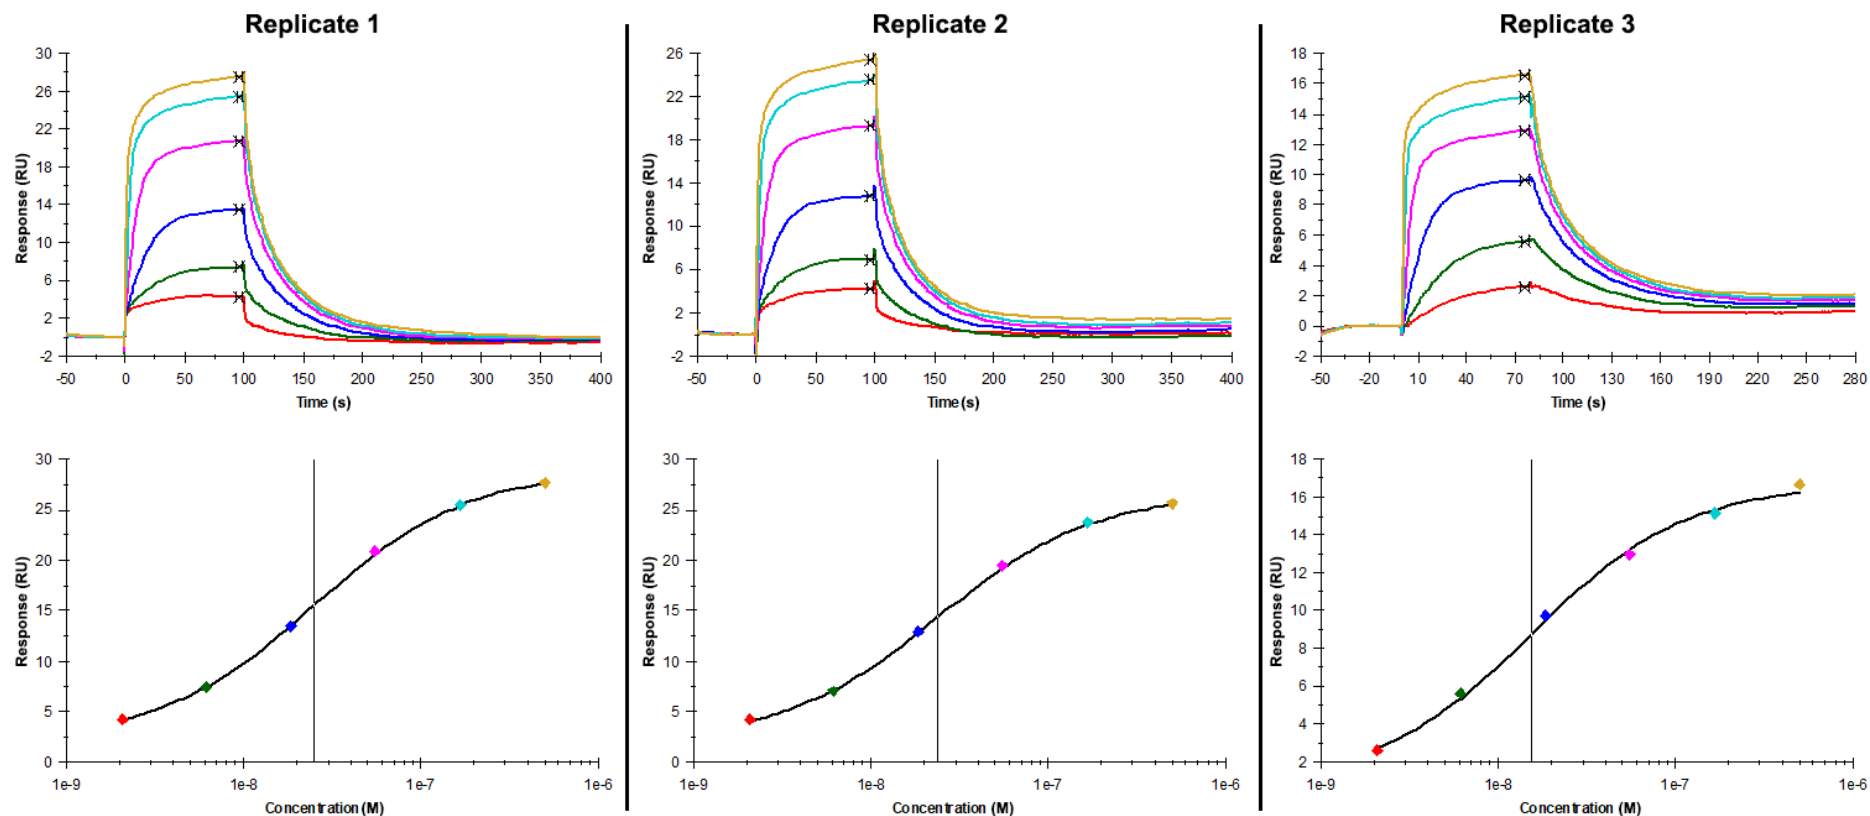 Replicate 1
Replicate 2
Replicate 3
30
26
22
18
14
10
6
2
-2
Response (RU)
-50 0 50 100 150 200 250 300 350 400
Time (s)
26
22
18
14
10
6
2
-2
Response (RU)
-50 0 50 100 150 200 250 300 350 400
Time (s)
18
16
14
12
10
8
6
4
2
0
-2
Response (RU)
-50 -20 10 40 70 100 130 160 190 220 250 280
Time (s)
30
25
20
15
10
5
0
Response (RU)
1e-9 1e-8 1e-7 1e-6
Concentration (M)
30
25
20
15
10
5
0
Response (RU)
1e-9 1e-8 1e-7 1e-6
Concentration (M)
18
16
14
12
10
8
6
4
2
Response (RU)
1e-9 1e-8 1e-7 1e-6
Concentration (M)